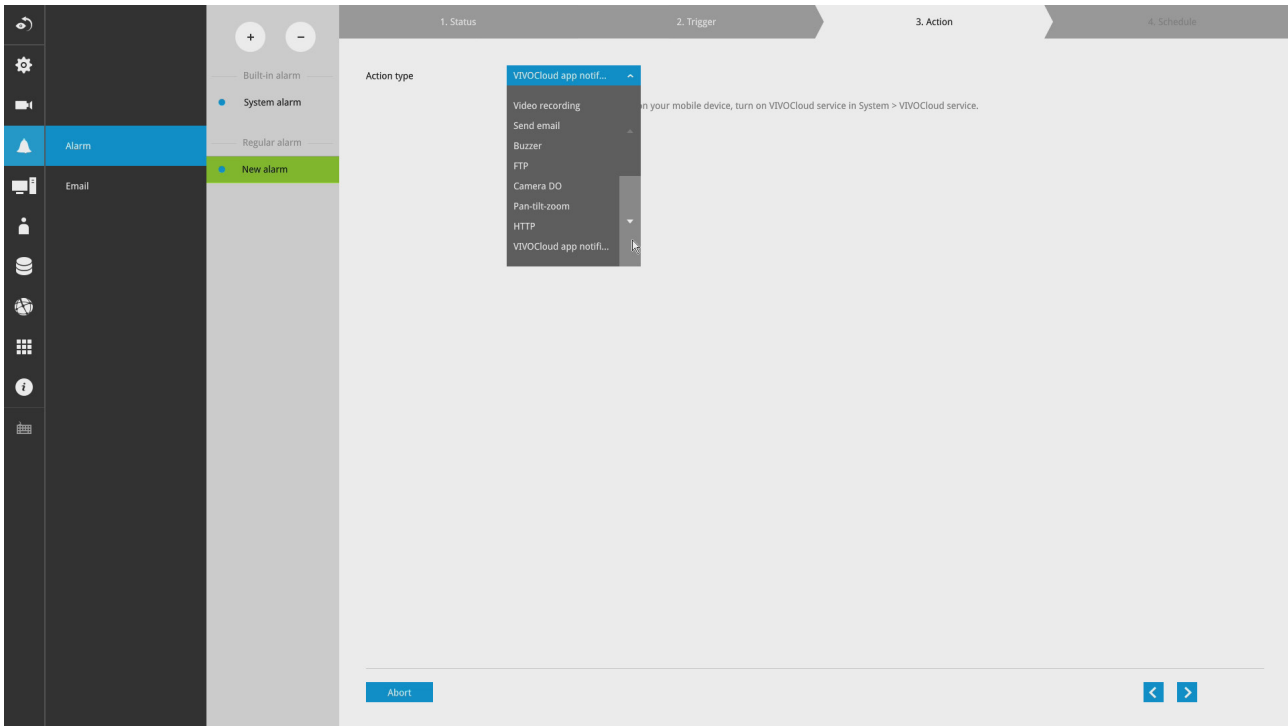 1. Status
2. Trigger
3. Action
4. Schedule
+
-
Built-in alarm
System alarm
Regular alarm
New alarm
Alarm
Email
Action type
VIVOCloud app notif...
on your mobile device, turn on VIVOCloud service in System > VIVOCloud service.
Video recording
Send email
Buzzer
FTP
Camera DO
Pan-tilt-zoom
HTTP
VIVOCloud app notifi...
Abort